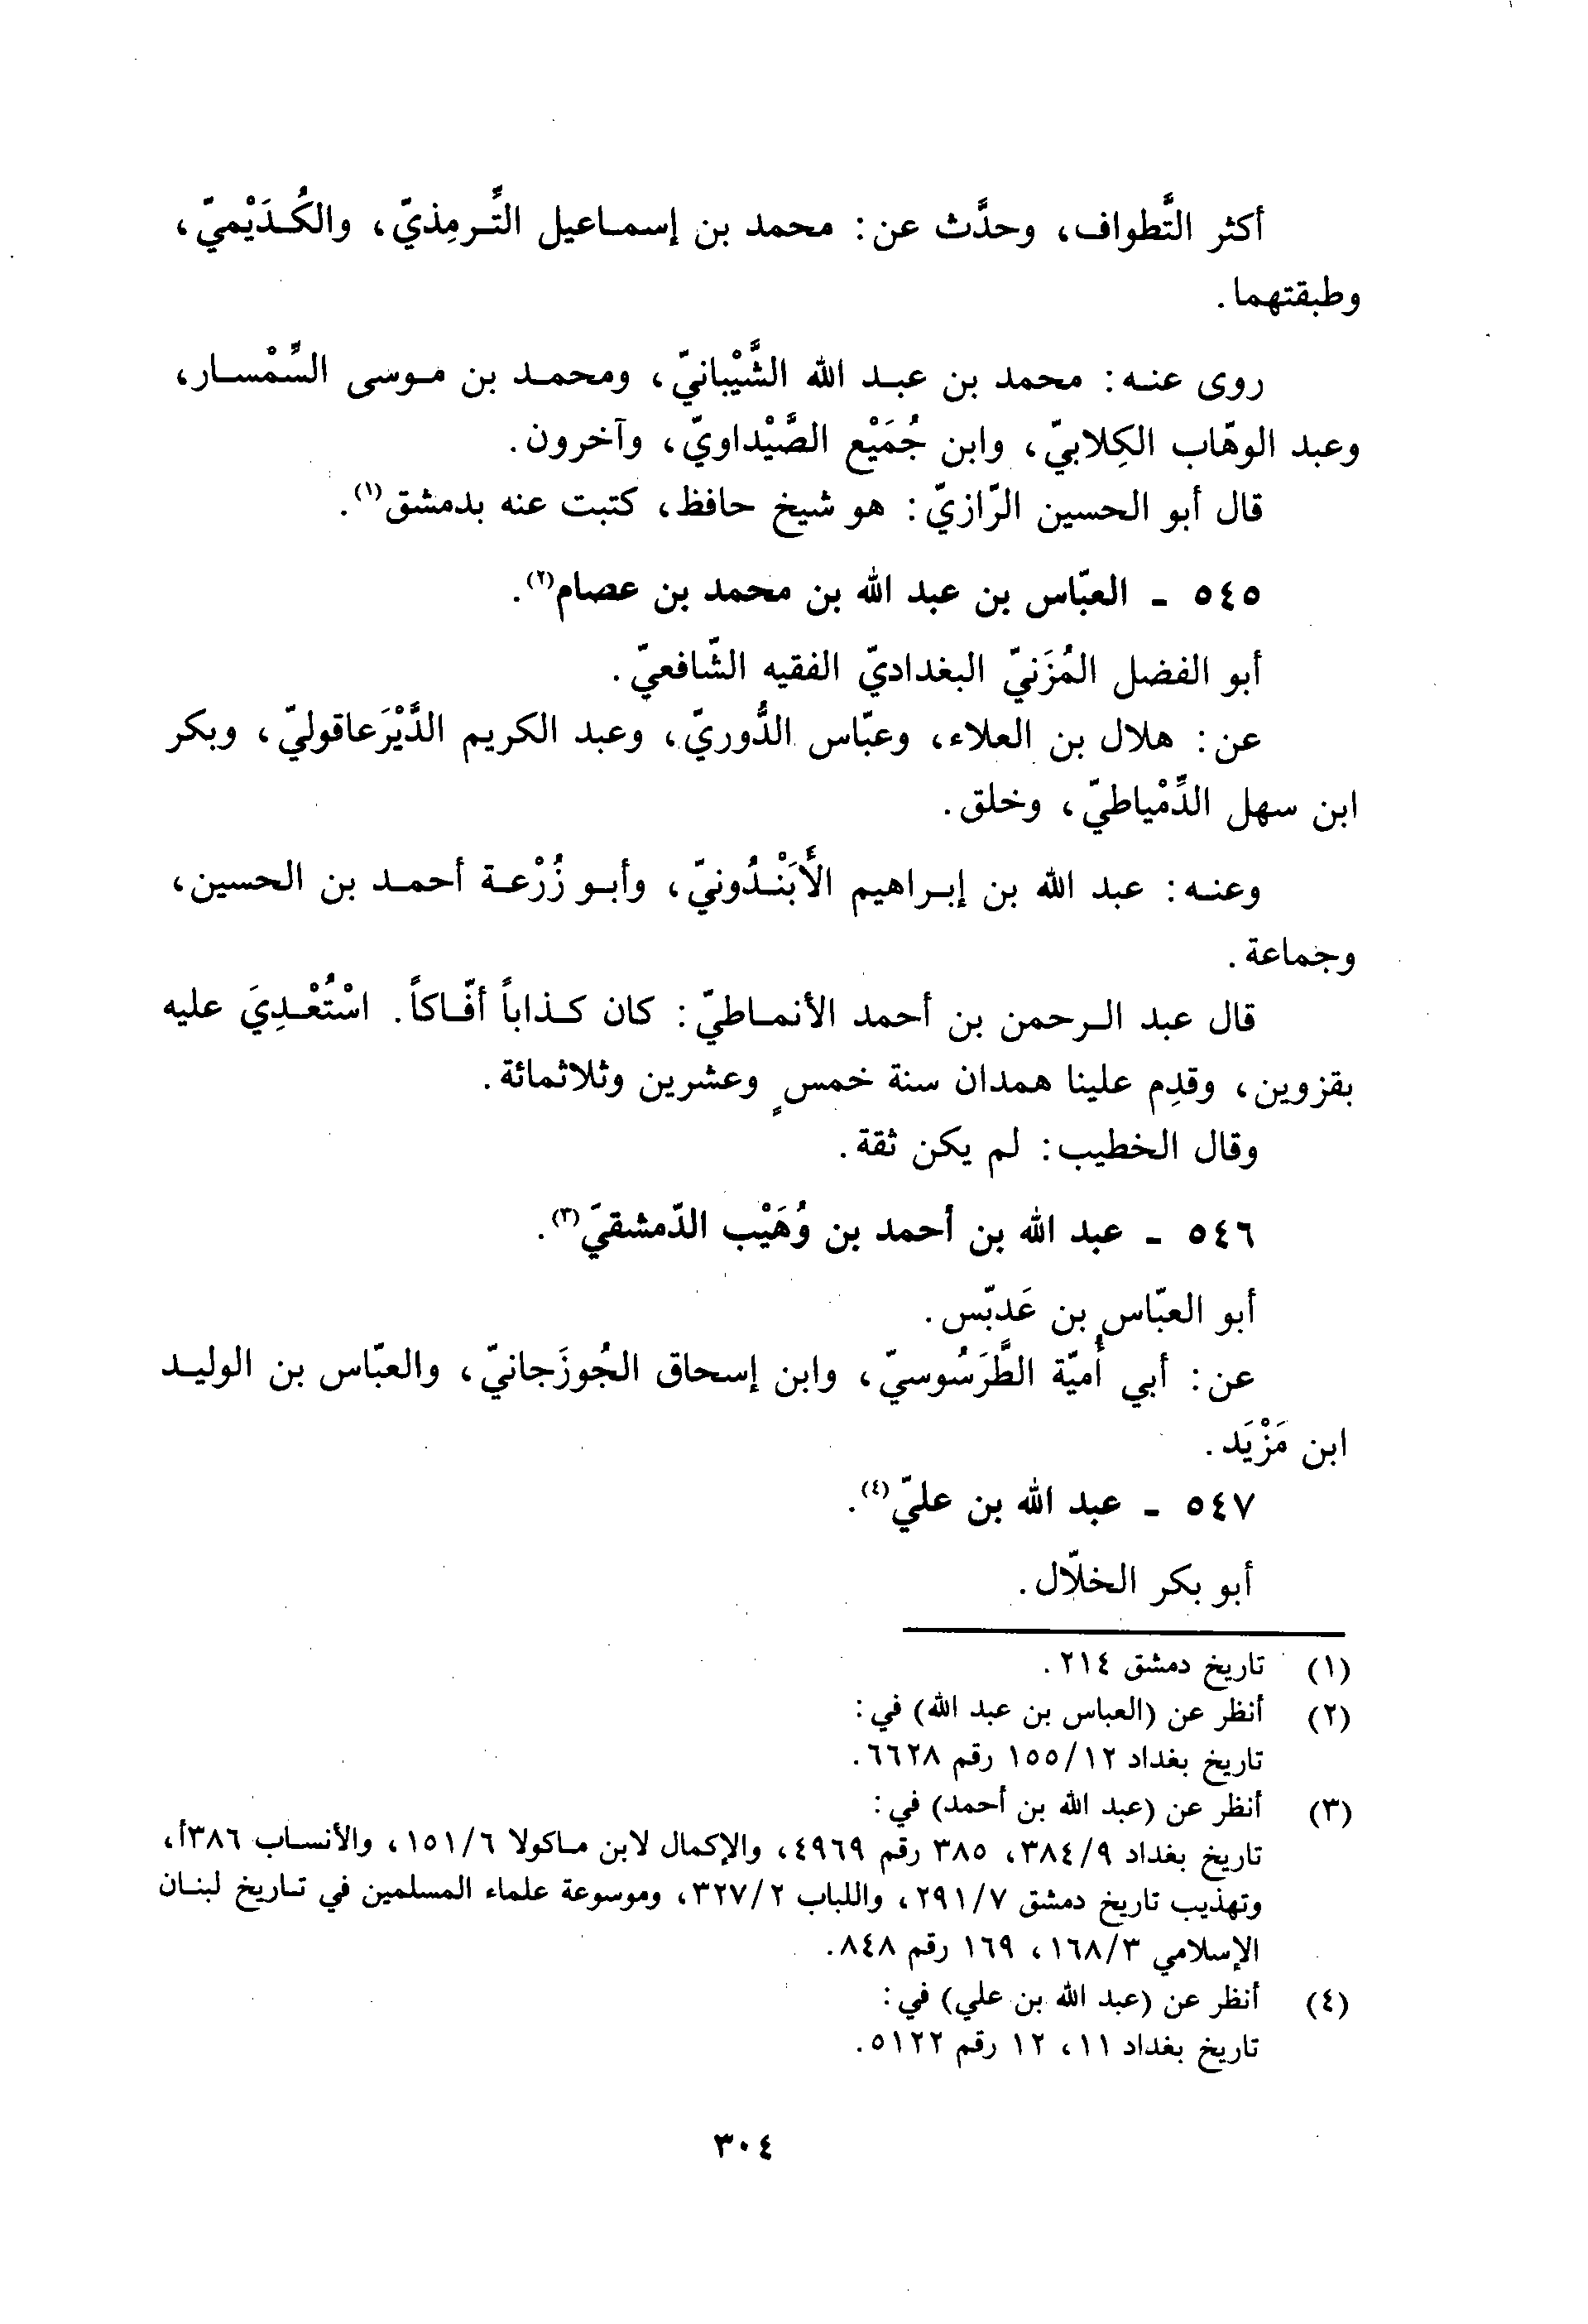 أكثر التَّطواف، وحدَّث عن: محمد بن إسماعيل التِّرمِذيّ، والكُدَيْميّ،
وطبقتهما.
روى عنه: محمد بن عبد الله الشَّيْبانيّ، ومحمد بن موسى السِّمْسار،
وعبد الوهّاب الكِلابيّ، وابن جُمَيْع الصَّيْداويّ، وآخرون.
قال أبو الحسين الرّازيّ: هو شيخ حافظ، كتبت عنه بدمشق(١).
٥٤٥ - العبّاس بن عبد الله بن محمد بن عصام(٢).
أبو الفضل المُزَنيّ البغداديّ الفقيه الشّافعيّ.
عن: هلال بن العلاء، وعبّاس الدُّوريّ، وعبد الكريم الدَّيْرَعاقوليّ، وبكر
ابن سهل الدِّمْياطيّ، وخلق.
وعنه: عبد الله بن إبراهيم الأَبَنْدُونيّ، وأبو زُرْعة أحمد بن الحسين،
وجماعة.
قال عبد الرحمن بن أحمد الأنماطيّ: كان كذاباً أفّاكاً. اسْتُعْدِيَ عليه
بقزوين، وقدِم علينا همدان سنة خمسٍ وعشرين وثلاثمائة.
وقال الخطيب: لم يكن ثقة.
٥٤٦ - عبد الله بن أحمد بن وُهَيْب الدّمشقيّ(٣).
أبو العبّاس بن عَدبّس.
عن: أبي أُميّة الطَّرَسُوسيّ، وابن إسحاق الجُوزَجانيّ، والعبّاس بن الوليد
ابن مَزْيَد.
٥٤٧ - عبد الله بن عليّ(٤).
أبو بكر الخلّال.
(١) تاريخ دمشق ٢١٤.
(٢) أنظر عن (العباس بن عبد الله) في:
تاريخ بغداد ١٥٥/١٢ رقم ٦٦٢٨.
(٣) أنظر عن (عبد الله بن أحمد) في:
تاريخ بغداد ٣٨٤/٩، ٣٨٥ رقم ٤٩٦٩، والإكمال لابن ماكولا ١٥١/٦، والأنساب ٣٨٦أ،
وتهذيب تاريخ دمشق ٢٩١/٧، واللباب ٣٢٧/٢، وموسوعة علماء المسلمين في تاريخ لبنان
الإسلامي ١٦٨/٣، ١٦٩ رقم ٨٤٨.
(٤) أنظر عن (عبد الله بن علي) في:
تاريخ بغداد ١١، ١٢ رقم ٥١٢٢.
٣٠٤